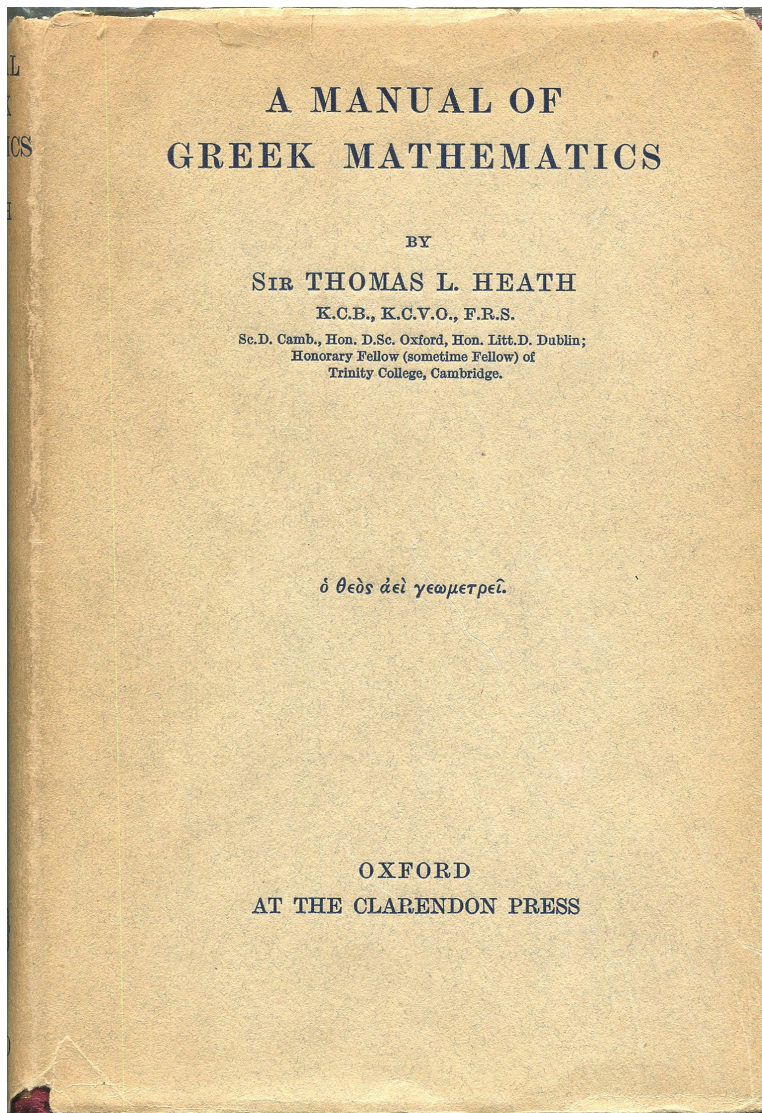 A MANUAL OF
GREEK MATHEMATICS
BY
SIR THOMAS L. HEATH
K.C.B., K.C.V.O., F.R.S.
Sc.D. Camb., Hon. D.Sc. Oxford, Hon. Litt.D. Dublin;
Honorary Fellow (sometime Fellow) of
Trinity College, Cambridge.
ὁ θεὸς ἀεὶ γεωμετρεῖ.
OXFORD
AT THE CLARENDON PRESS